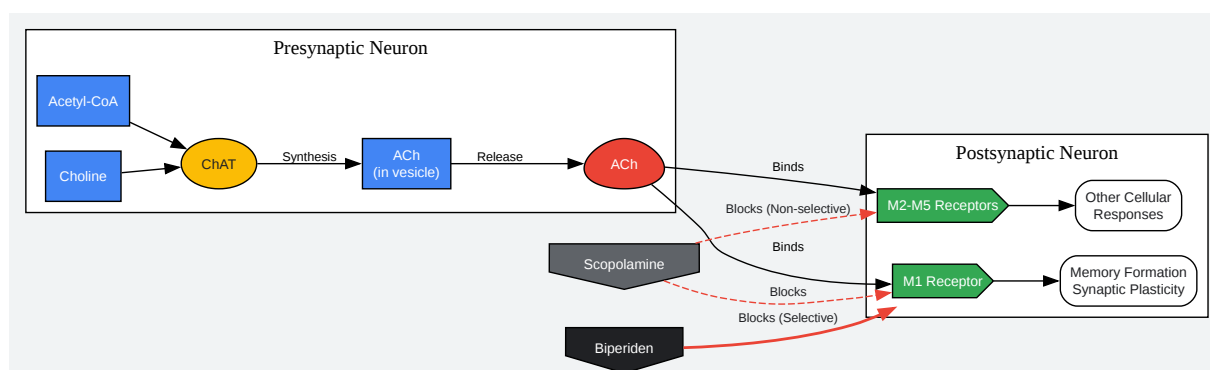 Presynaptic Neuron
Acetyl-CoA
Choline
ChAT
Synthesis
ACh
(in vesicle)
Release
ACh
Binds
Blocks (Non-selective)
Binds
Scopolamine
Blocks
Blocks (Selective)
Biperiden
Postsynaptic Neuron
M2-M5 Receptors
Other Cellular
Responses
M1 Receptor
Memory Formation
Synaptic Plasticity